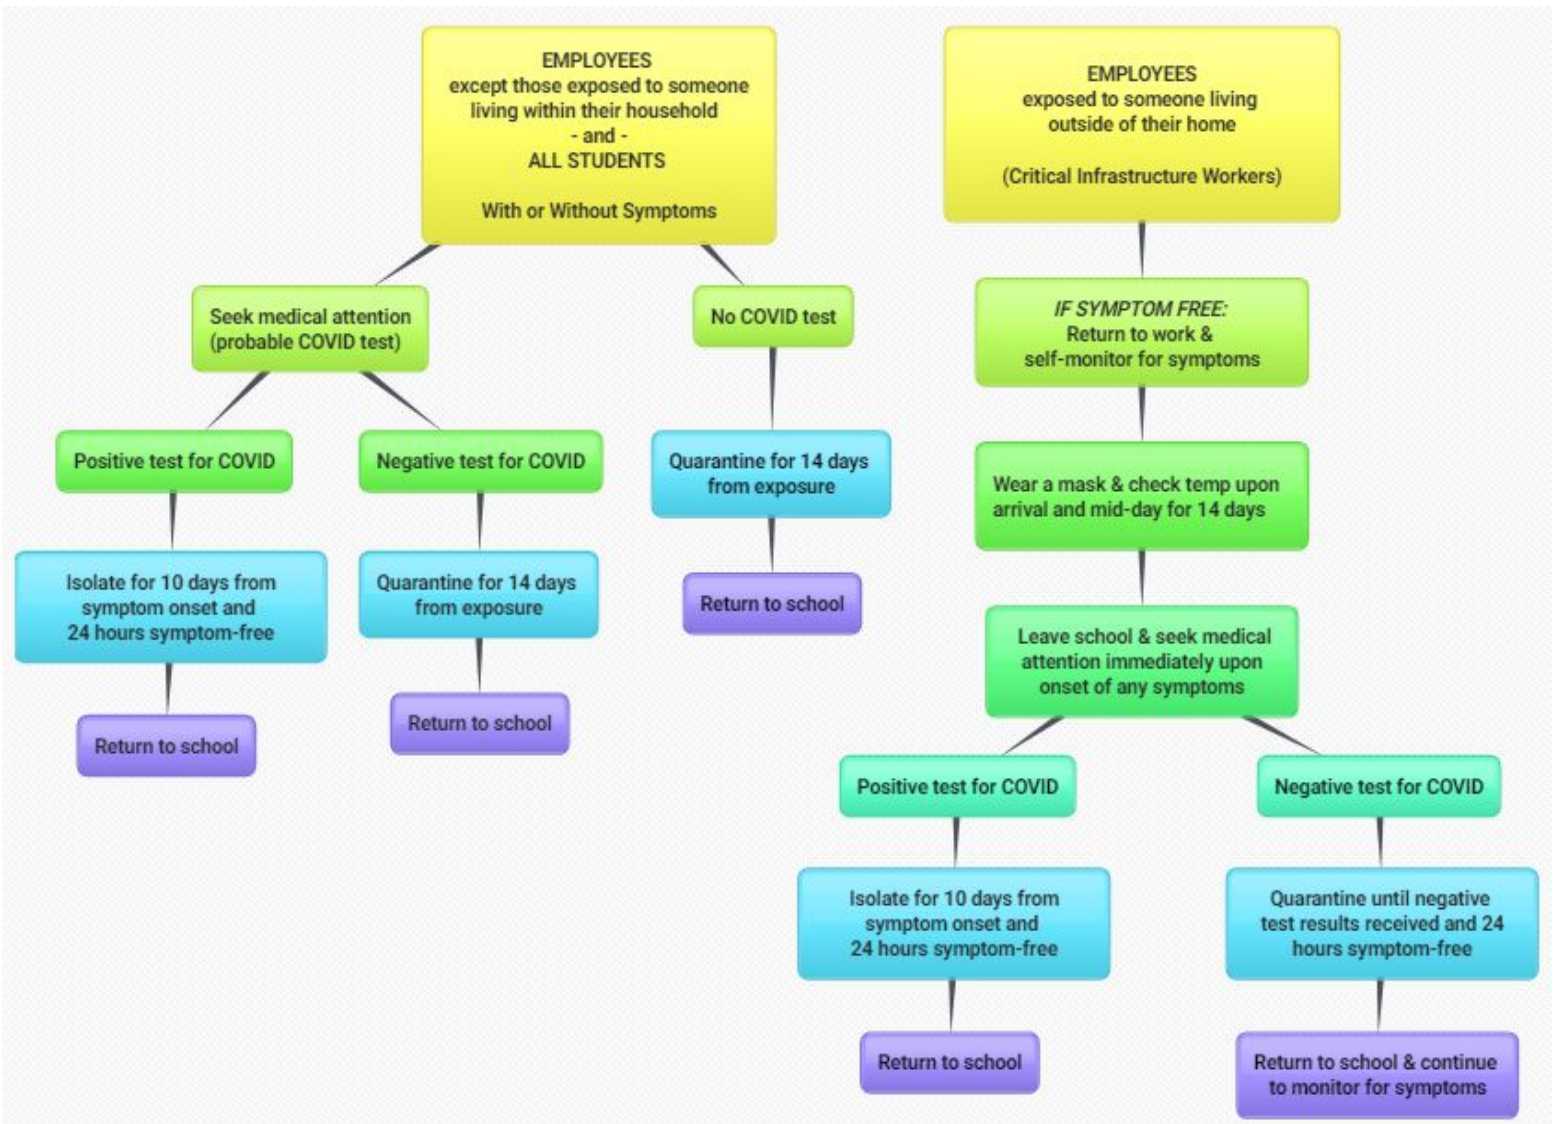 EMPLOYEES
except those exposed to someone
living within their household
- and -
ALL STUDENTS
With or Without Symptoms
Seek medical attention
(probable COVID test)
No COVID test
Positive test for COVID
Negative test for COVID
Quarantine for 14 days
from exposure
Isolate for 10 days from
symptom onset and
24 hours symptom-free
Quarantine for 14 days
from exposure
Return to school
Return to school
Return to school
EMPLOYEES
exposed to someone living
outside of their home
(Critical Infrastructure Workers)
IF SYMPTOM FREE:
Return to work &
self-monitor for symptoms
Wear a mask & check temp upon
arrival and mid-day for 14 days
Leave school & seek medical
attention immediately upon
onset of any symptoms
Positive test for COVID
Negative test for COVID
Isolate for 10 days from
symptom onset and
24 hours symptom-free
Quarantine until negative
test results received and 24
hours symptom-free
Return to school
Return to school & continue
to monitor for symptoms